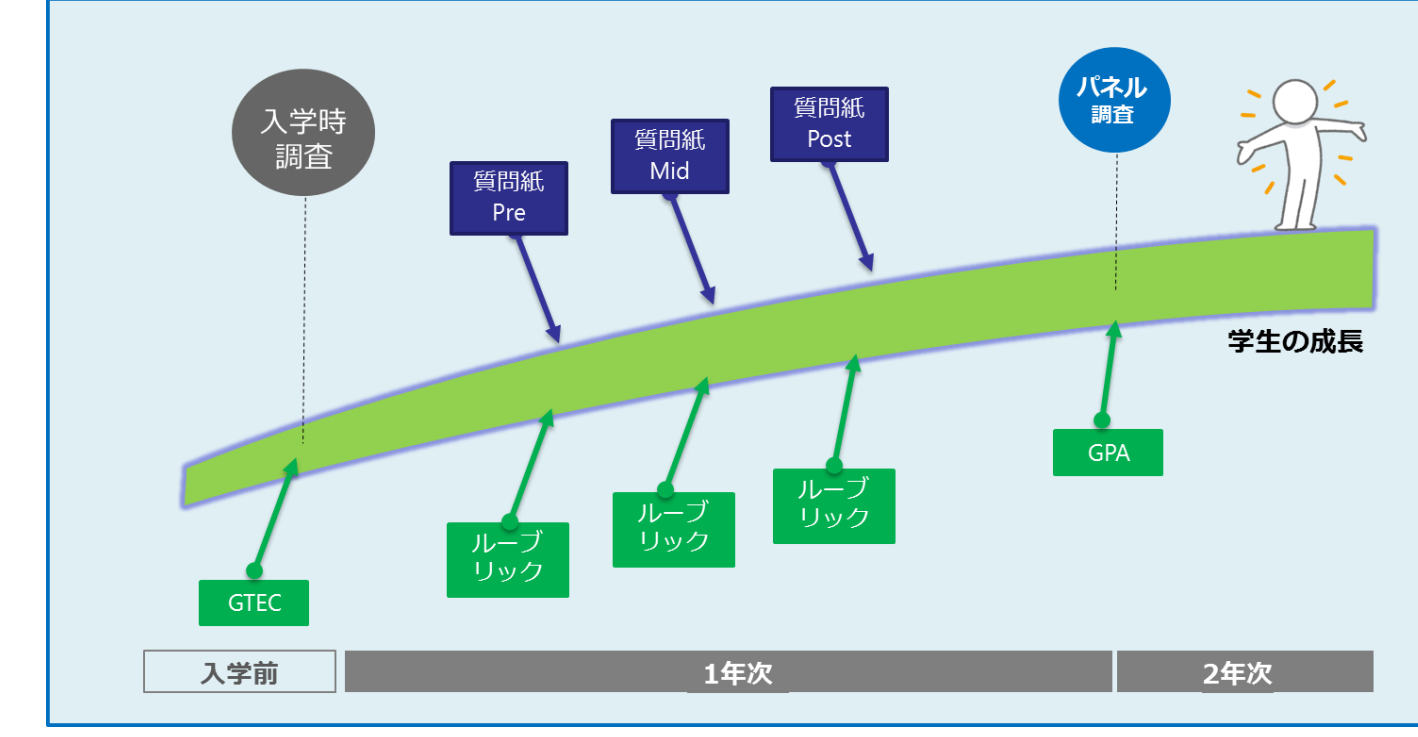 入学時
調査
質問紙
Pre
質問紙
Mid
質問紙
Post
パネル
調査
学生の成長
GTEC
ルーブ
リック
ルーブ
リック
ルーブ
リック
GPA
入学前
1年次
2年次